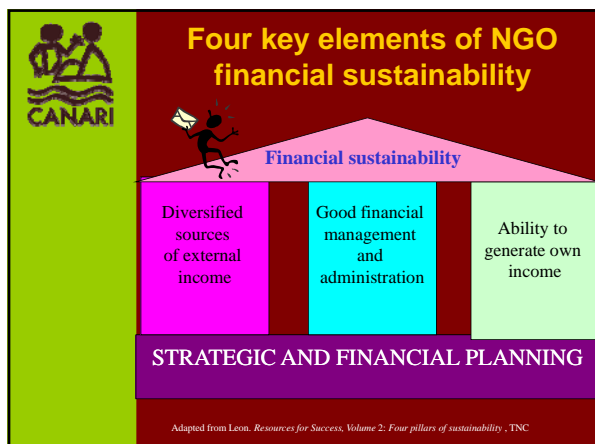 CANARI
Four key elements of NGO
financial sustainability
Financial sustainability
Diversified
sources
of external
income
Good financial
management
and
administration
Ability to
generate own
income
STRATEGIC AND FINANCIAL PLANNING
Adapted from Leon. Resources for Success, Volume 2: Four pillars of sustainability , TNC